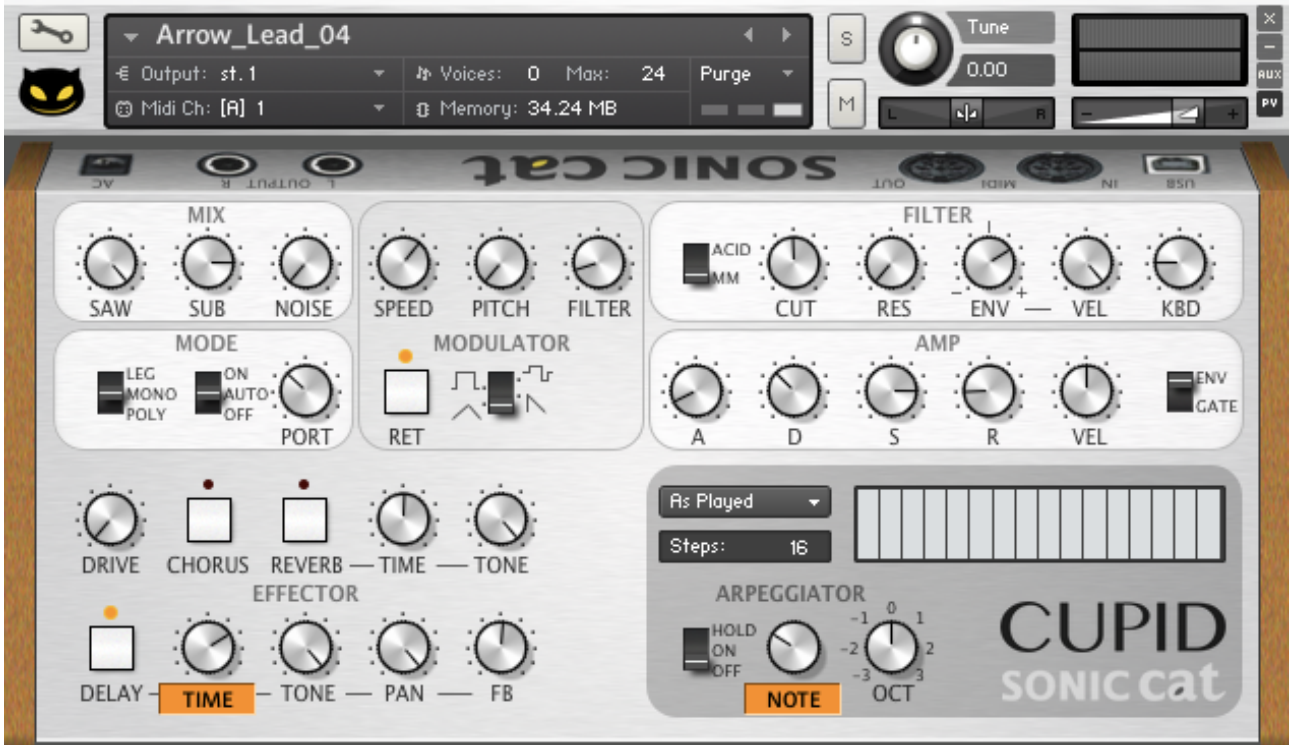 Arrow_Lead_04
Output: st.1
Voices: 0 Max: 24
Purge
Midi Ch: [A] 1
Memory: 34.24 MB
S
M
Tune
0.00
L
R
-
+
X
-
AUX
PV
AC
R OUTPUT L
SONIC cat
OUT MIDI IN
USB
MIX
SAW
SUB
NOISE
SPEED
PITCH
FILTER
MODULATOR
RET
FILTER
ACID
MM
CUT
RES
- ENV +
VEL
KBD
MODE
LEG
MONO
POLY
ON
AUTO
OFF
PORT
AMP
A
D
S
R
VEL
ENV
GATE
DRIVE
CHORUS
REVERB
TIME
TONE
EFFECTOR
DELAY
TIME
TONE
PAN
FB
As Played
Steps: 16
ARPEGGIATOR
HOLD
ON
OFF
NOTE
-3
-2
-1
0
1
2
3
OCT
CUPID
SONIC cat